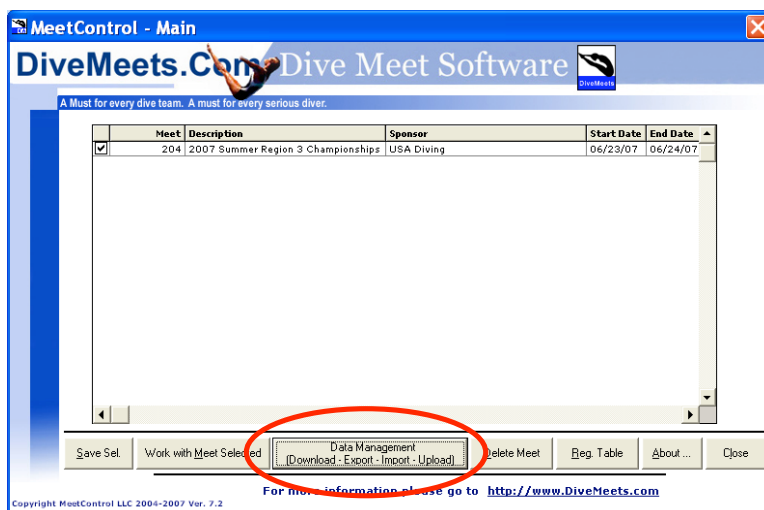 MeetControl - Main
DiveMeets.Com Dive Meet Software
DiveMeets
A Must for every dive team. A must for every serious diver.
Meet Description Sponsor Start Date End Date
204 2007 Summer Region 3 Championships USA Diving 06/23/07 06/24/07
Save Sel. Work with Meet Selected Data Management (Download - Export - Import - Upload) Delete Meet Reg. Table About ... Close
For more information please go to http://www.DiveMeets.com
Copyright MeetControl LLC 2004-2007 Ver. 7.2